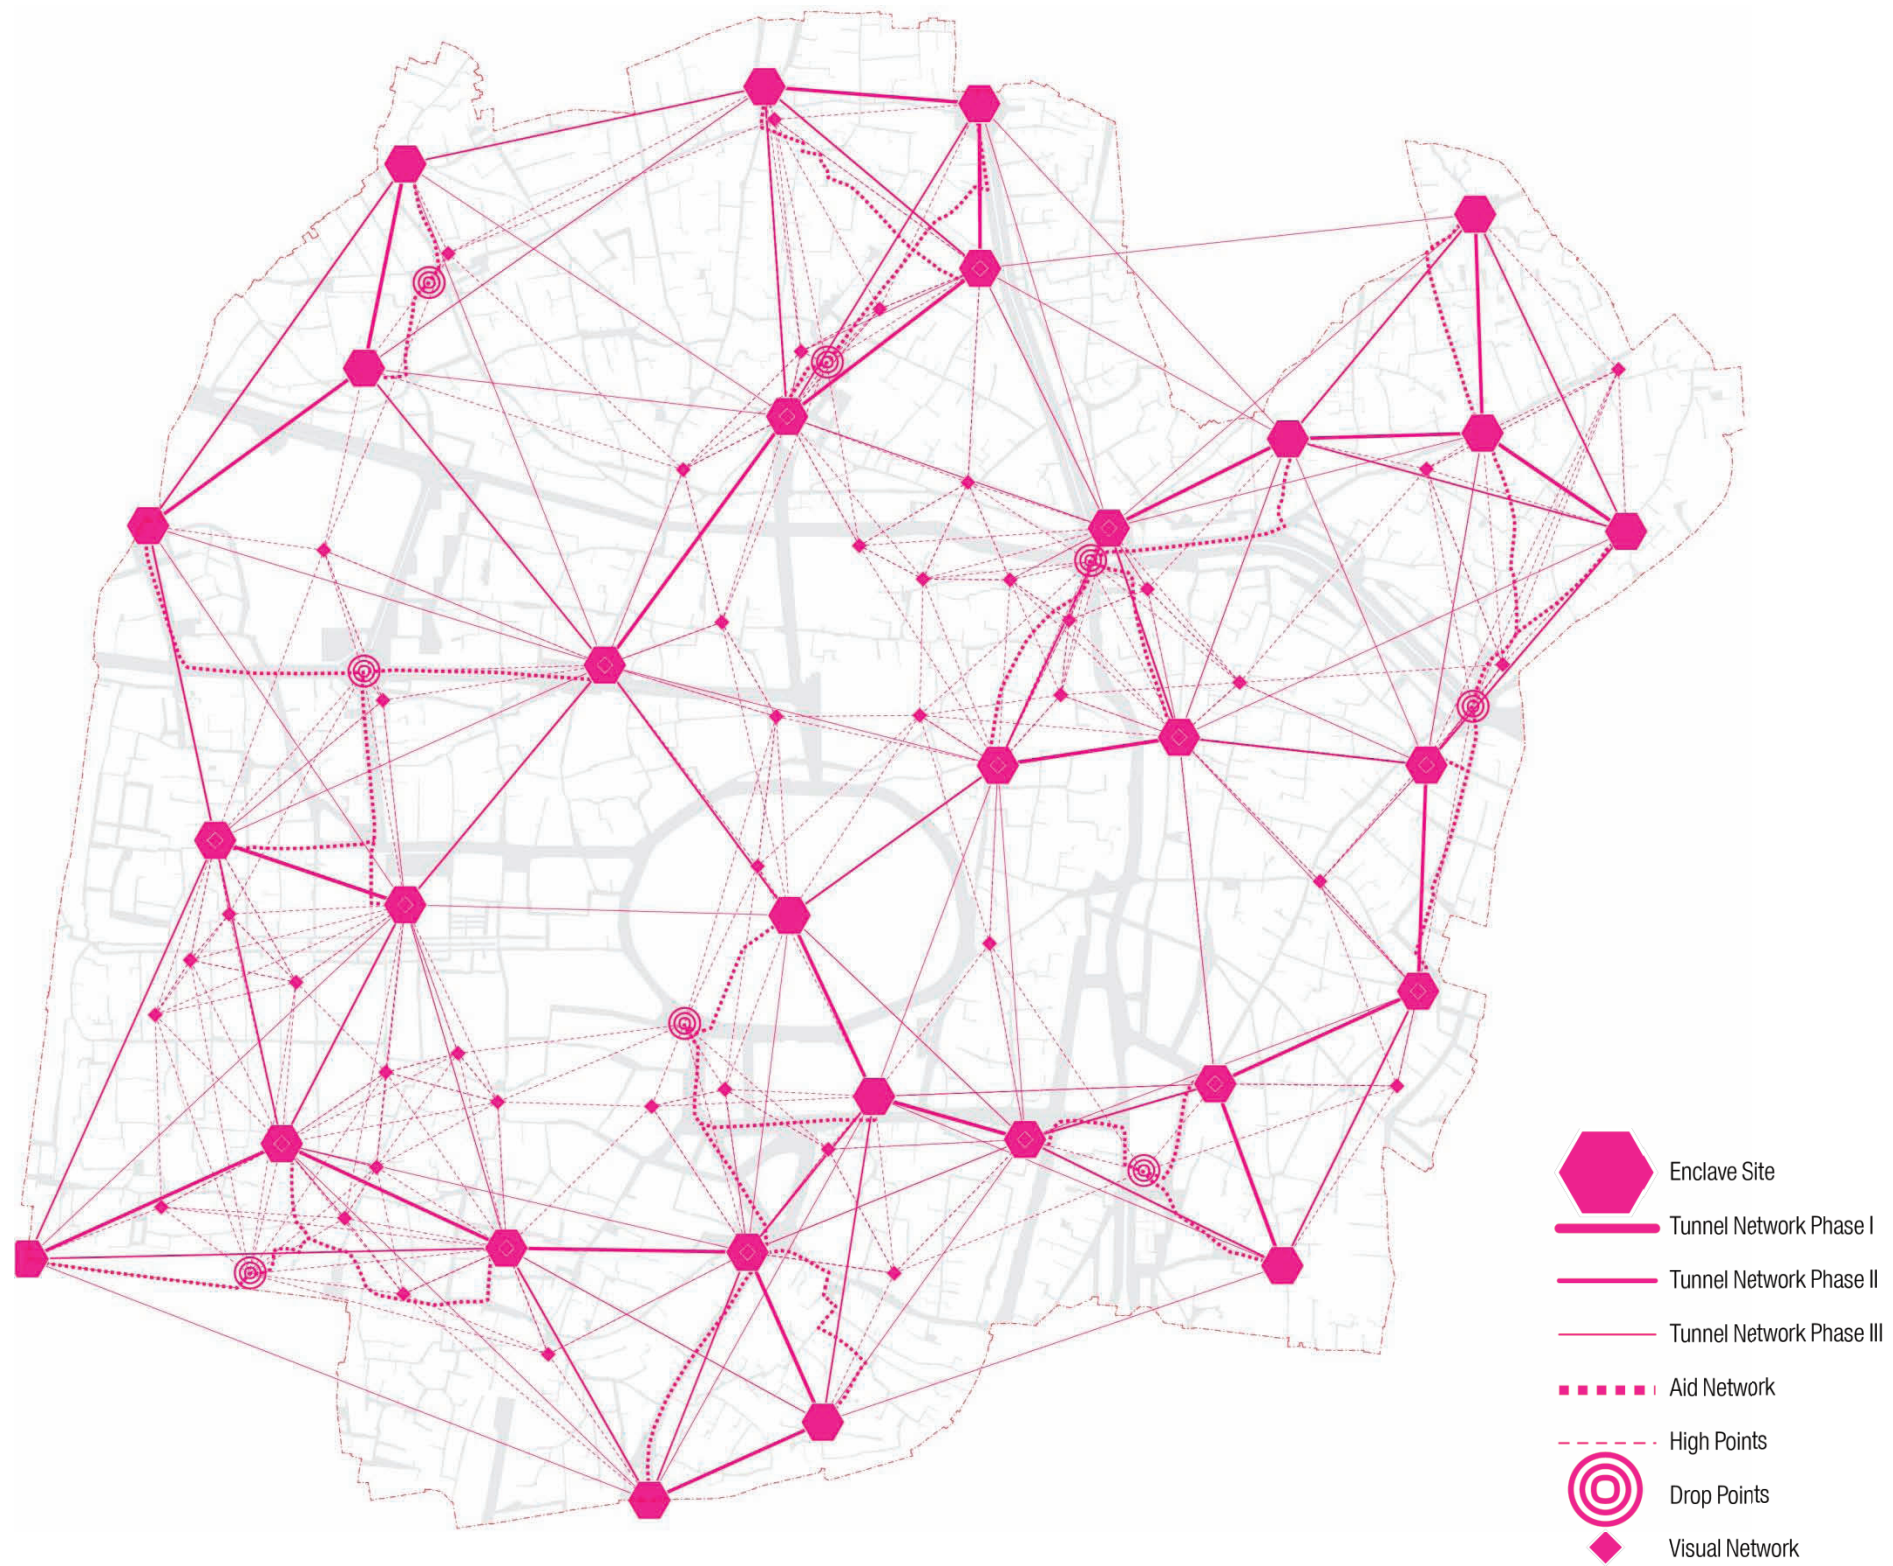 Enclave Site
Tunnel Network Phase I
Tunnel Network Phase II
Tunnel Network Phase III
Aid Network
High Points
Drop Points
Visual Network